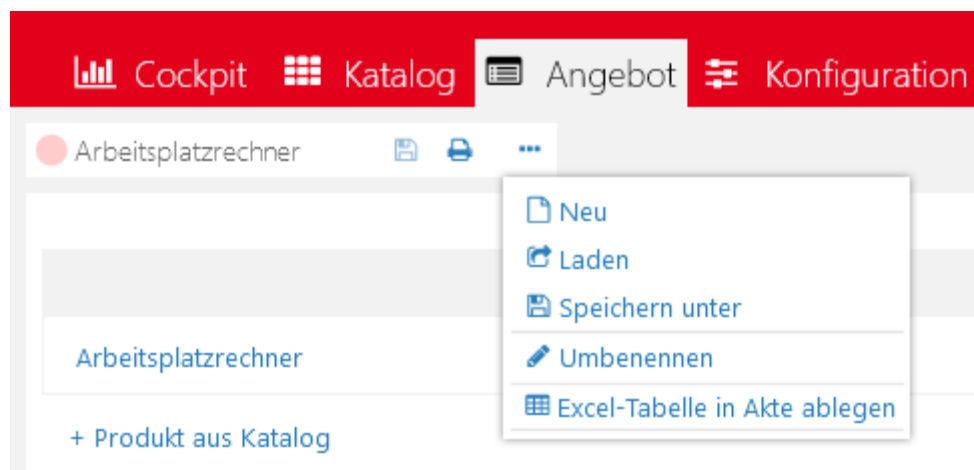 Cockpit Katalog Angebot Konfiguration
Arbeitsplatzrechner
Neu
Laden
Speichern unter
Arbeitsplatzrechner
Umbenennen
Excel-Tabelle in Akte ablegen
+ Produkt aus Katalog